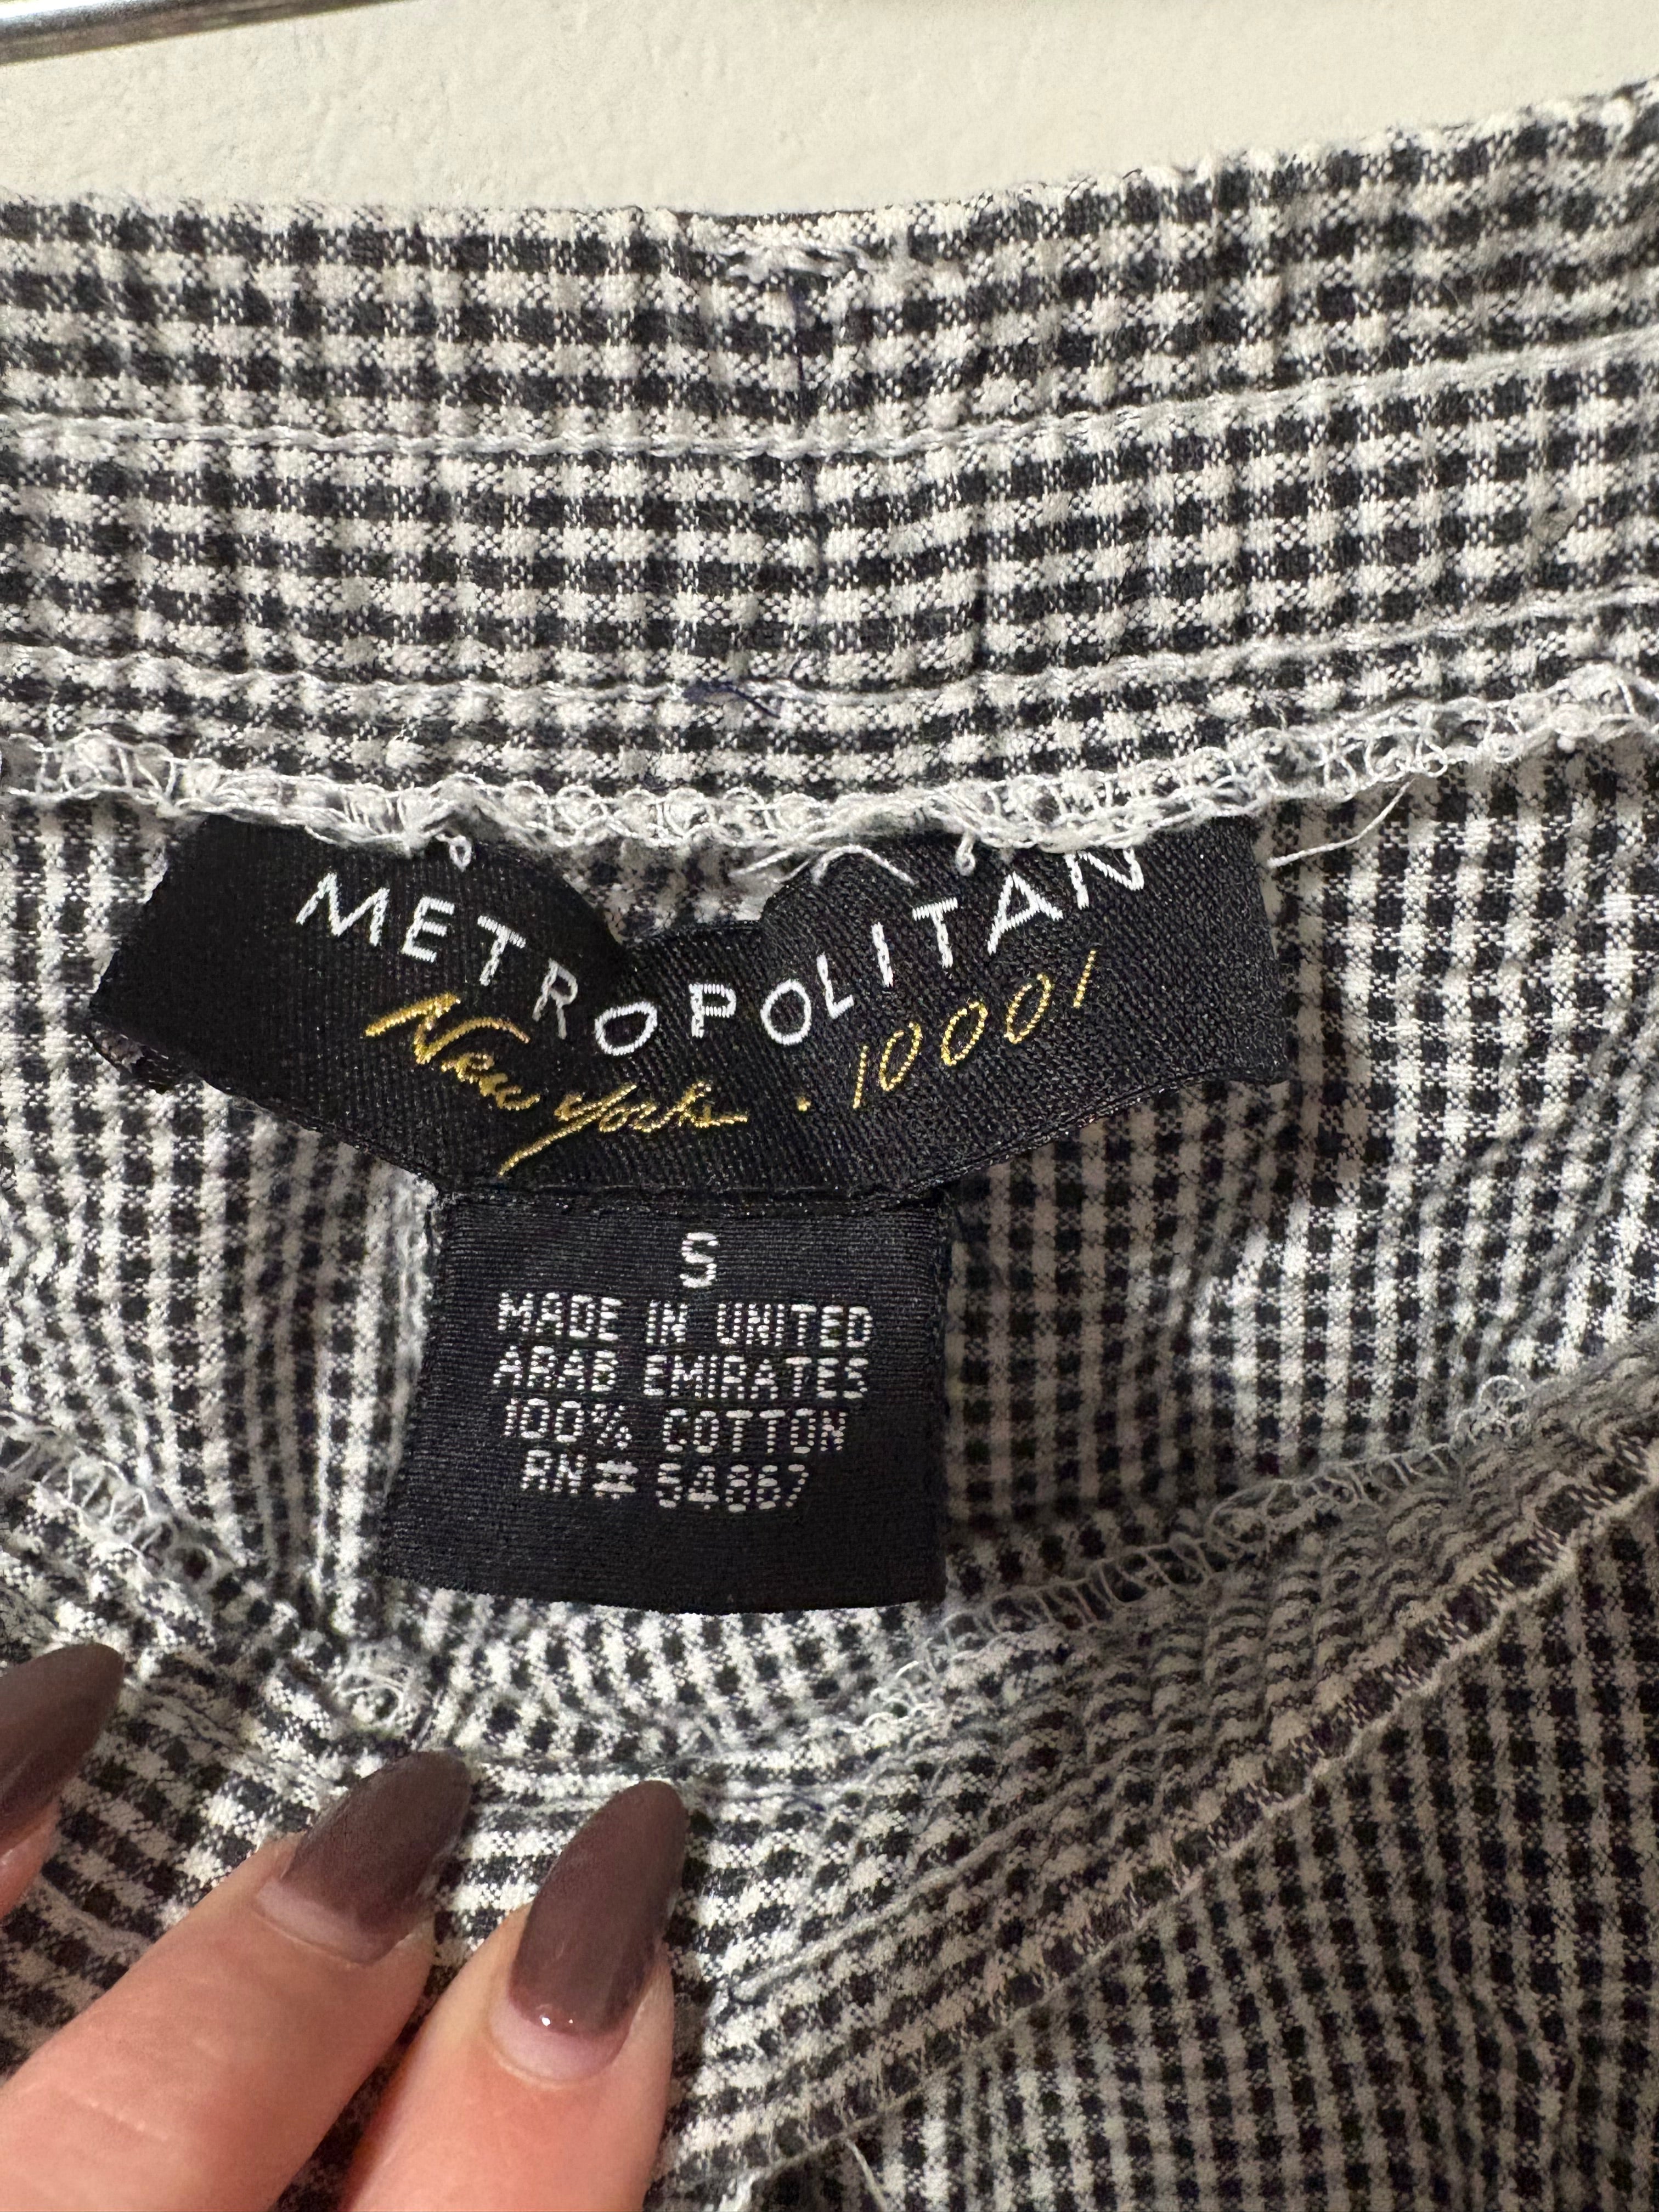 METROPOLITAN
New York • 10001
S
MADE IN UNITED
ARAB EMIRATES
100% COTTON
RN# 54867